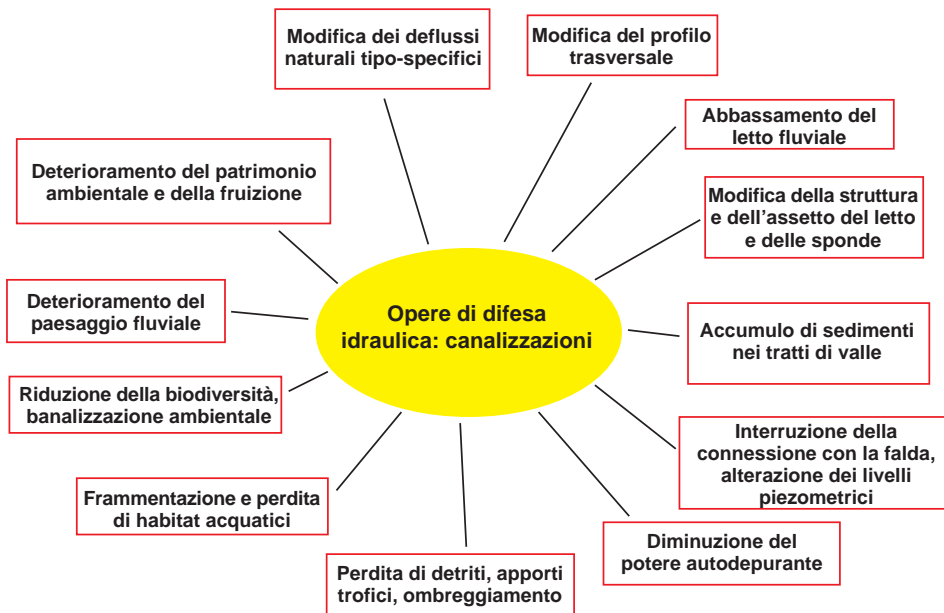 Modifica dei deflussi
naturali tipo-specifici
Modifica del profilo
trasversale
Abbassamento del
letto fluviale
Deterioramento del patrimonio
ambientale e della fruizione
Modifica della struttura
e dell'assetto del letto
e delle sponde
Deterioramento del
paesaggio fluviale
Opere di difesa
idraulica: canalizzazioni
Accumulo di sedimenti
nei tratti di valle
Riduzione della biodiversità,
banalizzazione ambientale
Interruzione della
connessione con la falda,
alterazione dei livelli
piezometrici
Frammentazione e perdita
di habitat acquatici
Diminuzione del
potere autodepurante
Perdita di detriti, apporti
trofici, ombreggiamento